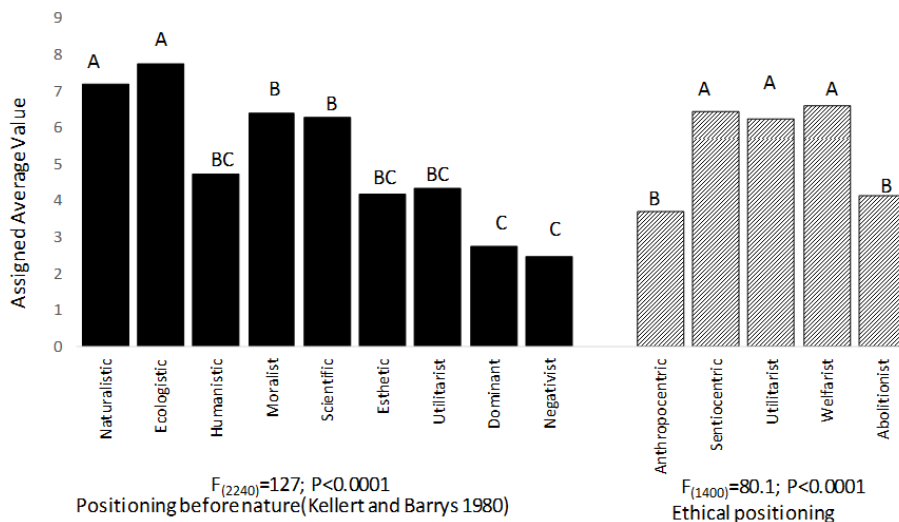 Assigned Average Value
9
8
7
6
5
4
3
2
1
0
A
A
BC
B
B
BC
BC
C
C
B
A
A
A
B
Naturalistic
Ecologistic
Humanistic
Moralist
Scientific
Esthetic
Utilitarist
Dominant
Negativist
Anthropocentric
Sentiocentric
Utilitarist
Welfarist
Abolitionist
F(2240)=127; P<0.0001
Positioning before nature(Kellert and Barrys 1980)
F(1400)=80.1; P<0.0001
Ethical positioning